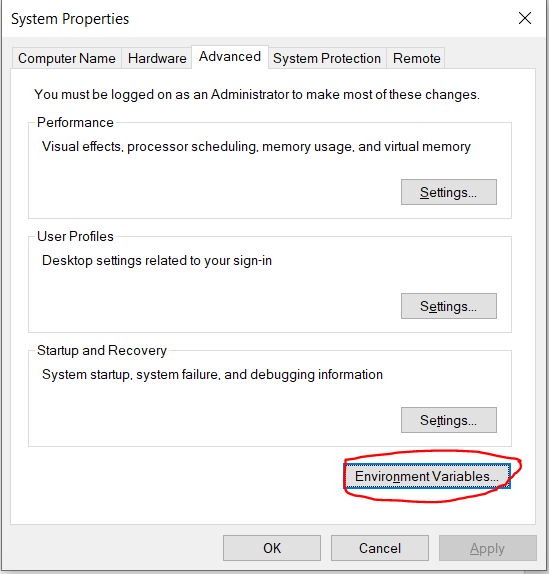 System Properties
Computer Name Hardware Advanced System Protection Remote
You must be logged on as an Administrator to make most of these changes.
Performance
Visual effects, processor scheduling, memory usage, and virtual memory
Settings...
User Profiles
Desktop settings related to your sign-in
Settings...
Startup and Recovery
System startup, system failure, and debugging information
Settings...
Environment Variables...
OK Cancel Apply